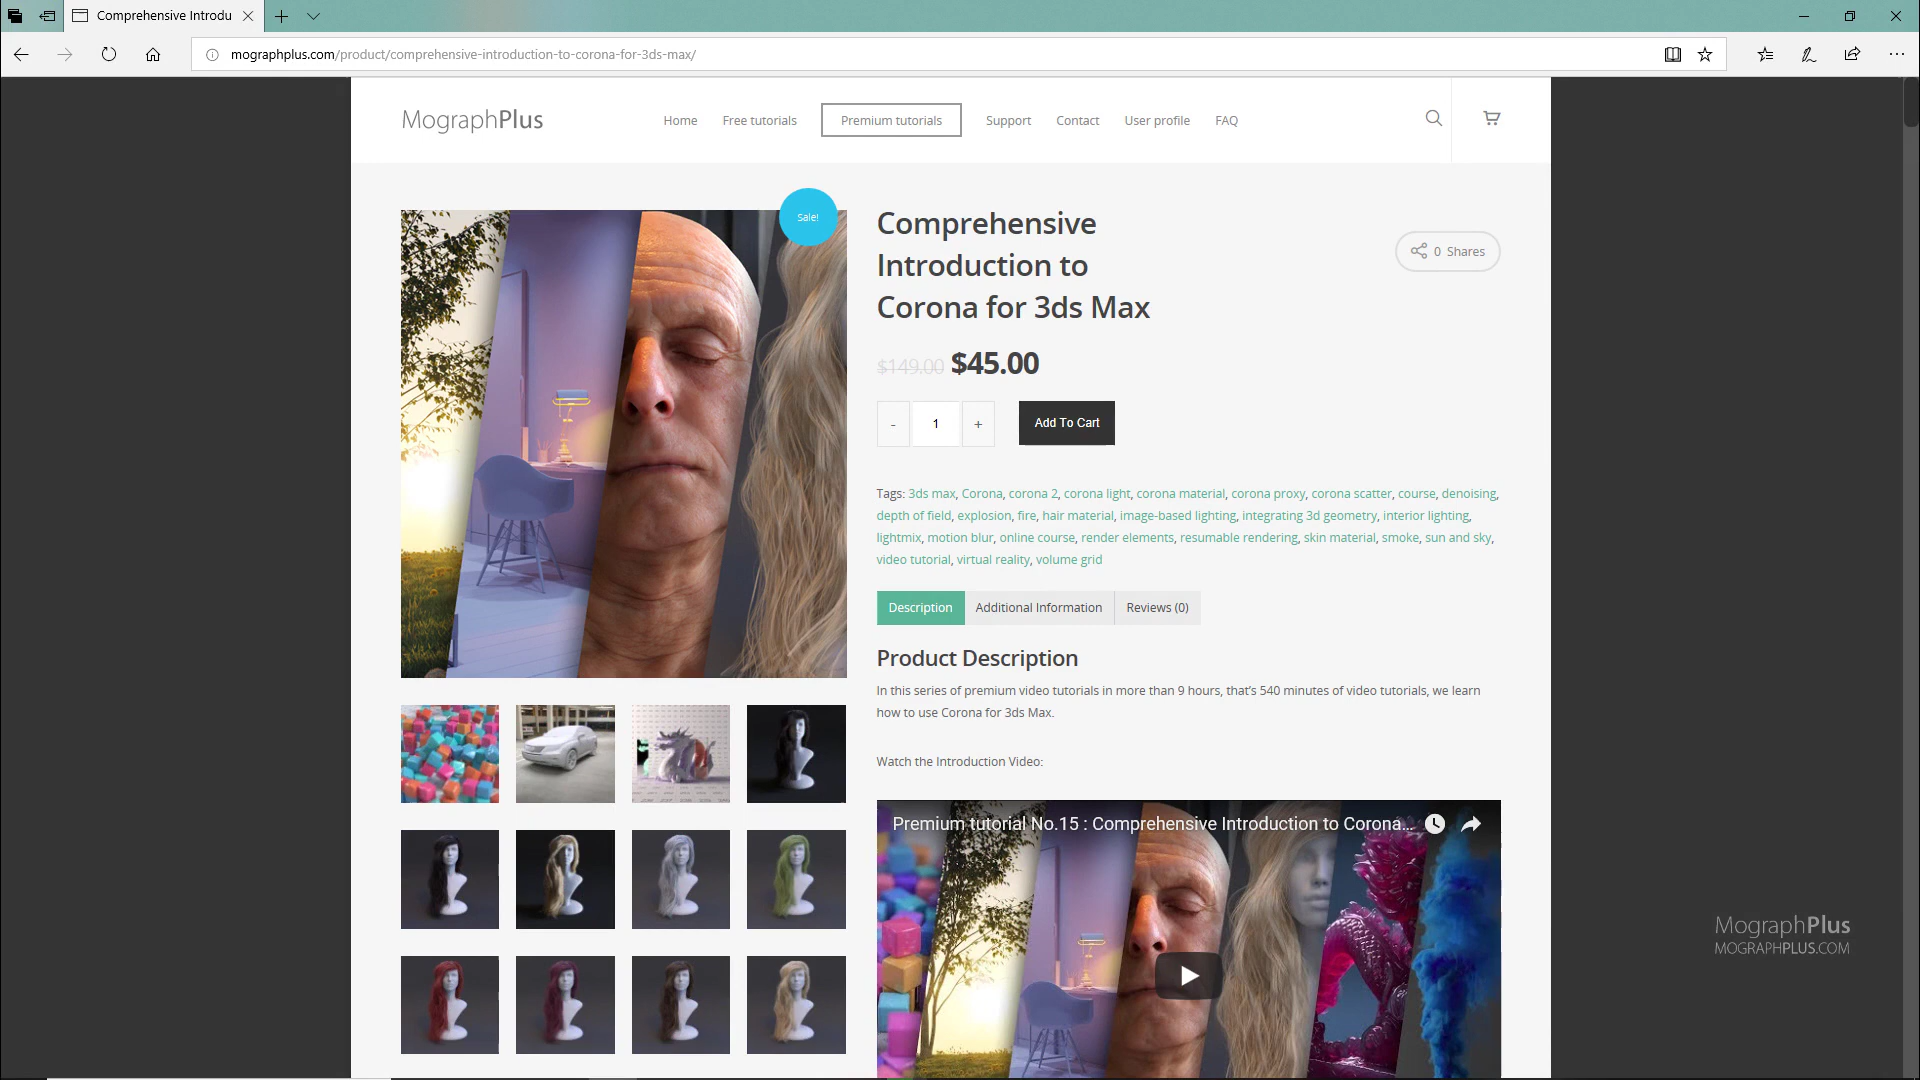 Comprehensive Introdu
mographplus.com/product/comprehensive-introduction-to-corona-for-3ds-max/
MographPlus
Home Free tutorials Premium tutorials Support Contact User profile FAQ
Sale!
Comprehensive
Introduction to
Corona for 3ds Max
0 Shares
$149.00 $45.00
- 1 + Add To Cart
Tags: 3ds max, Corona, corona 2, corona light, corona material, corona proxy, corona scatter, course, denoising,
depth of field, explosion, fire, hair material, image-based lighting, integrating 3d geometry, interior lighting,
lightmix, motion blur, online course, render elements, resumable rendering, skin material, smoke, sun and sky,
video tutorial, virtual reality, volume grid
Description Additional Information Reviews (0)
Product Description
In this series of premium video tutorials in more than 9 hours, that's 540 minutes of video tutorials, we learn
how to use Corona for 3ds Max.
Watch the Introduction Video:
Premium tutorial No.15 : Comprehensive Introduction to Corona...
MographPlus
MOGRAPHPLUS.COM